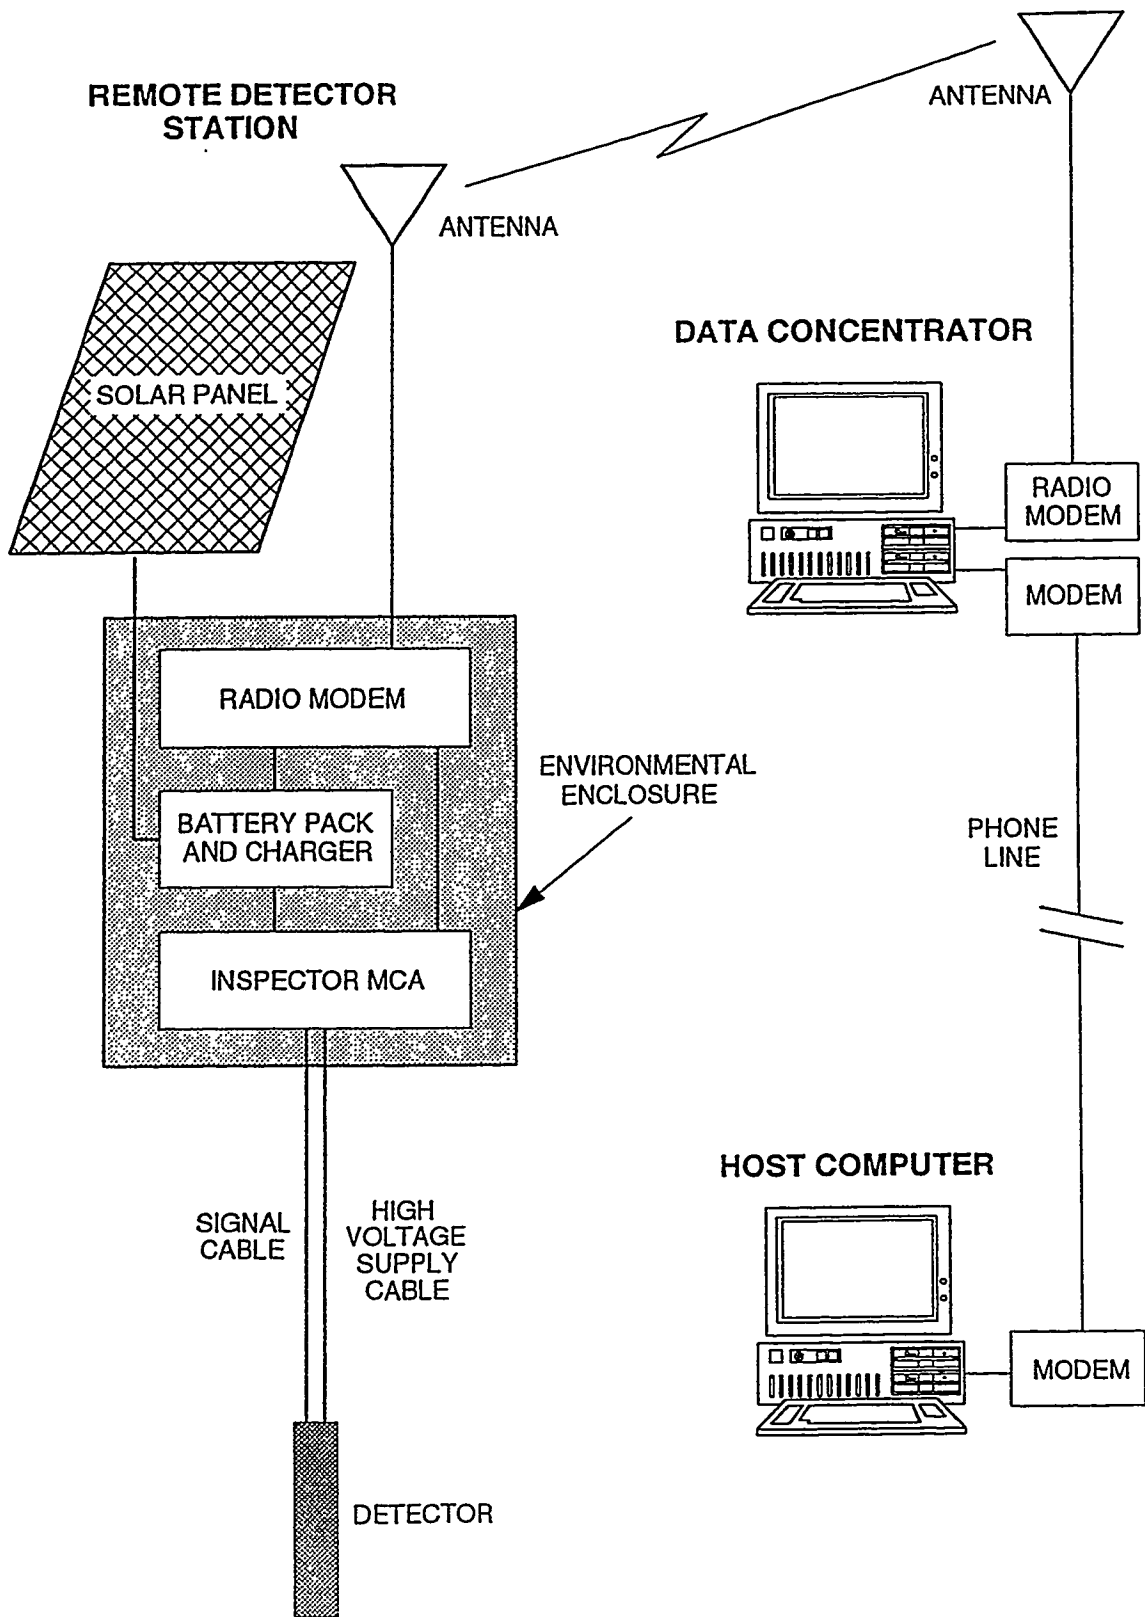 REMOTE DETECTOR
STATION
ANTENNA
ANTENNA
SOLAR PANEL
DATA CONCENTRATOR
RADIO
MODEM
MODEM
RADIO MODEM
BATTERY PACK
AND CHARGER
INSPECTOR MCA
ENVIRONMENTAL
ENCLOSURE
PHONE
LINE
SIGNAL
CABLE
HIGH
VOLTAGE
SUPPLY
CABLE
HOST COMPUTER
MODEM
DETECTOR